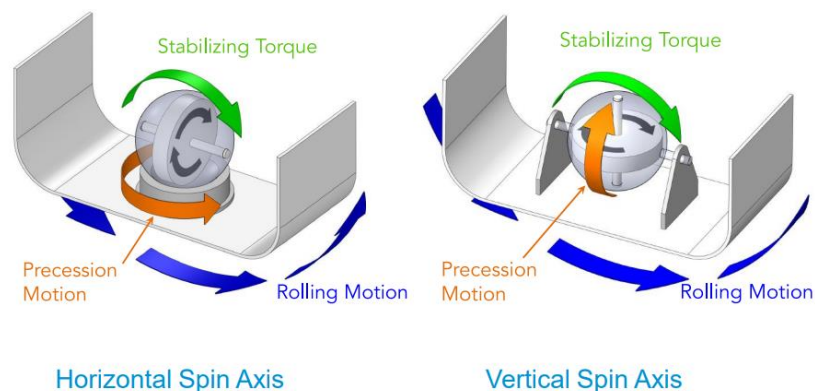 Stabilizing Torque
Precession
Motion
Rolling Motion
Horizontal Spin Axis
Stabilizing Torque
Precession
Motion
Rolling Motion
Vertical Spin Axis